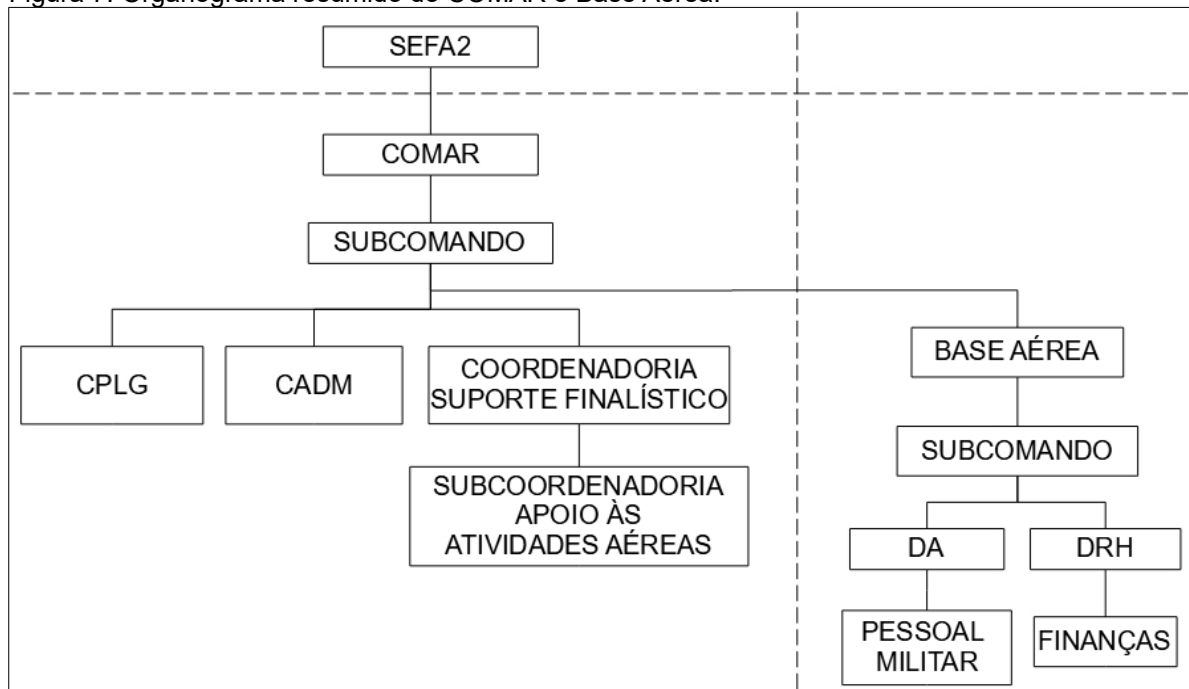 Figura 1: Organograma resumido do COMAR e Base Aérea.
SEFA2
COMAR
SUBCOMANDO
CPLG
CADM
COORDENADORIA
SUPORTE FINALÍSTICO
SUBCOORDENADORIA
APOIO ÀS
ATIVIDADES AÉREAS
BASE AÉREA
SUBCOMANDO
DA
DRH
PESSOAL
MILITAR
FINANÇAS